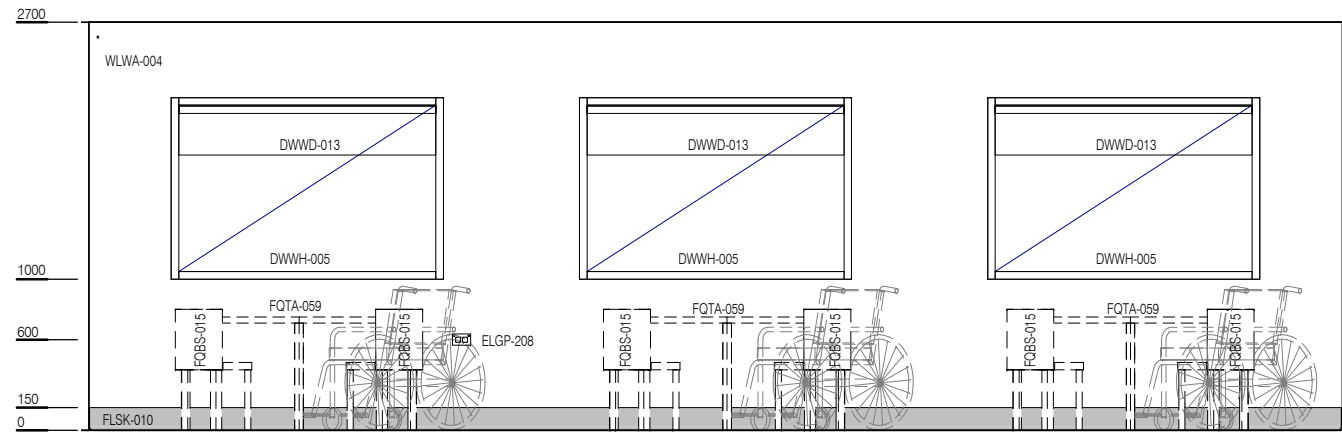 2700
WLWA-004
DWWD-013
DWWD-013
DWWD-013
DWWH-005
DWWH-005
DWWH-005
1000
FQTA-059
FQTA-059
FQTA-059
FQBS-015
FQBS-015
FQBS-015
FQBS-015
FQBS-015
FQBS-015
600
ELGP-208
150
FLSK-010
0